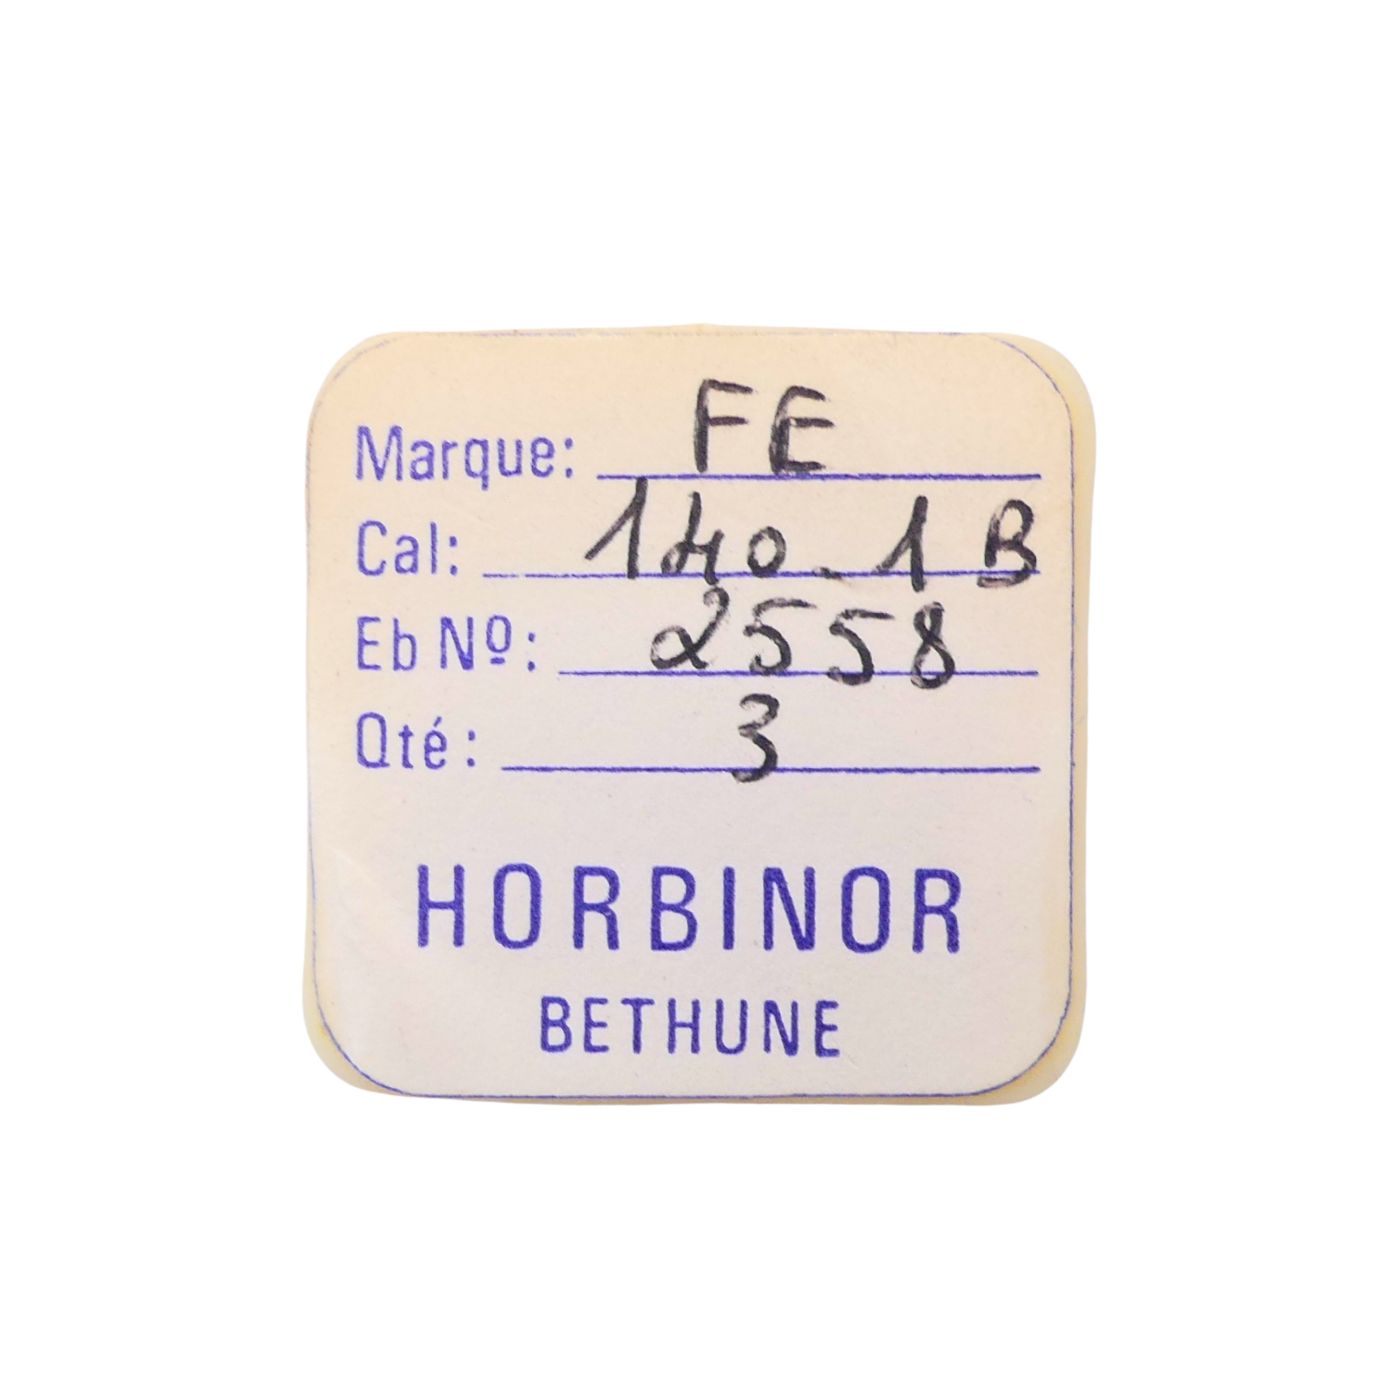 Marque: FE
Cal: 140.1B
Eb Nº: 2558
Qté: 3
HORBINOR
BETHUNE